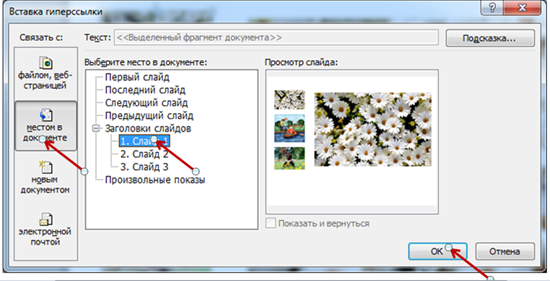 Вставка гиперссылки
Связать с:
Текст: <<Выделенный фрагмент документа>>
Подсказка...
Выберите место в документе:
Просмотр слайда:
файлом, веб-
страницей
местом в
документе
новым
документом
электронной
почтой
Первый слайд
Последний слайд
Следующий слайд
Предыдущий слайд
Заголовки слайдов
1. Слайд 1
2. Слайд 2
3. Слайд 3
Произвольные показы
Показать и вернуться
ОК
Отмена